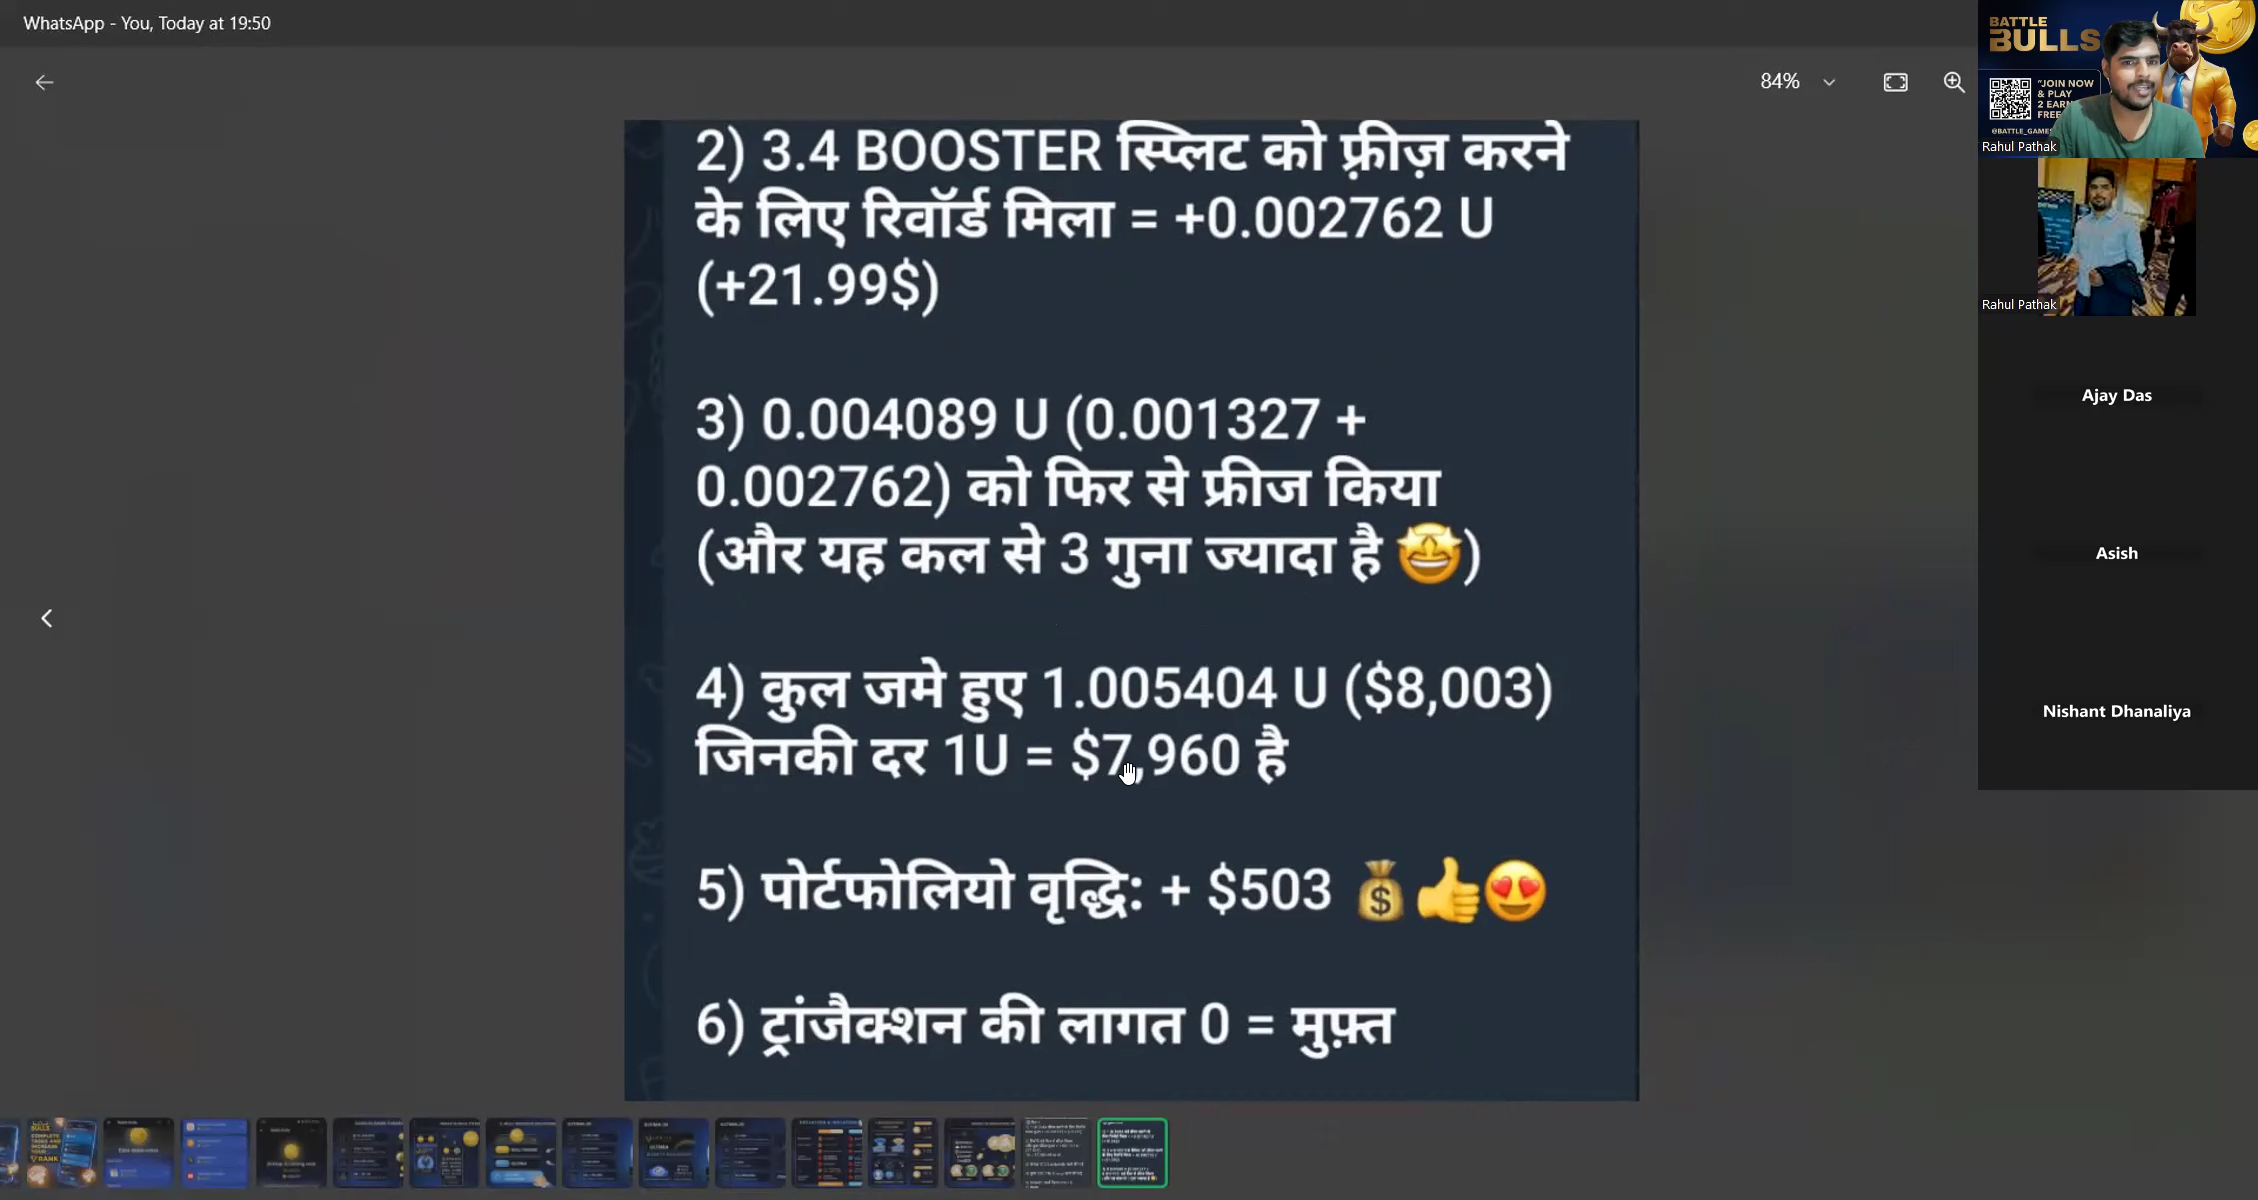 WhatsApp - You, Today at 19:50
84%
BATTLE
BULLS
"JOIN NOW
& PLAY
2 EARN
FREE
@BATTLE_GAMES
Rahul Pathak
Rahul Pathak
Ajay Das
Asish
Nishant Dhanaliya
2) 3.4 BOOSTER स्प्लिट को फ़्रीज़ करने
के लिए रिवॉर्ड मिला = +0.002762 U
(+21.99$)
3) 0.004089 U (0.001327 +
0.002762) को फिर से फ्रीज किया
(और यह कल से 3 गुना ज्यादा है 🤩)
4) कुल जमे हुए 1.005404 U ($8,003)
जिनकी दर 1U = $7,960 है
5) पोर्टफोलियो वृद्धि: + $503 💰👍😍
6) ट्रांजैक्शन की लागत 0 = मुफ़्त